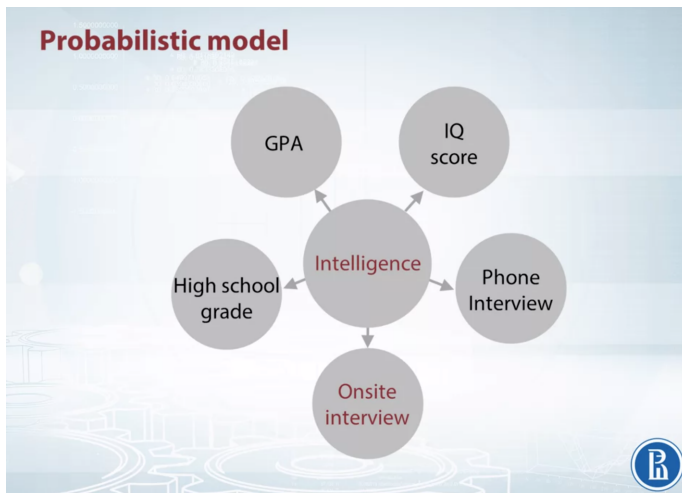 Probabilistic model
GPA
IQ
score
Intelligence
High school
grade
Phone
Interview
Onsite
interview